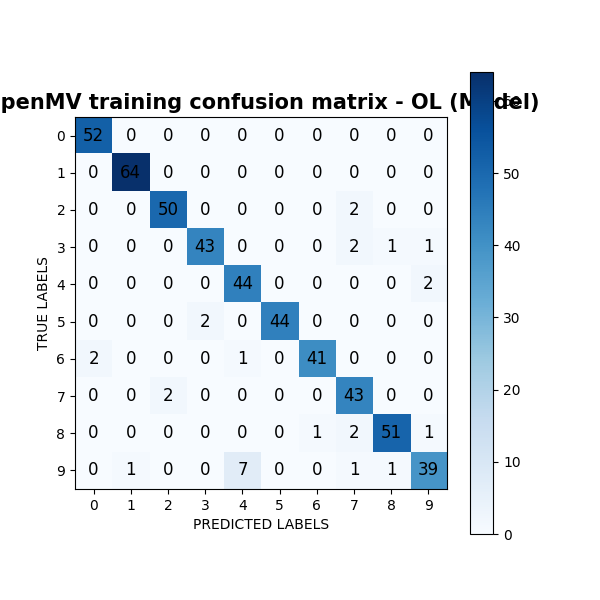 penMV training confusion matrix - OL (M del)
0 52 0 0 0 0 0 0 0 0 0
1 0 64 0 0 0 0 0 0 0 0
2 0 0 50 0 0 0 0 2 0 0
3 0 0 0 43 0 0 0 2 1 1
4 0 0 0 0 44 0 0 0 0 2
5 0 0 0 2 0 44 0 0 0 0
6 2 0 0 0 1 0 41 0 0 0
7 0 0 2 0 0 0 0 43 0 0
8 0 0 0 0 0 0 1 2 51 1
9 0 1 0 0 7 0 0 1 1 39
0 1 2 3 4 5 6 7 8 9
PREDICTED LABELS
TRUE LABELS
60
50
40
30
20
10
0